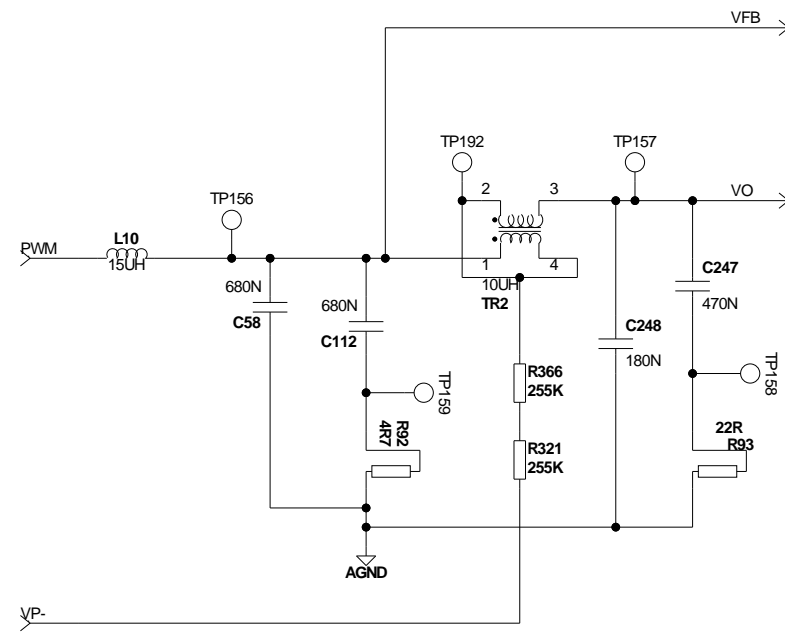 VFB
TP192
TP157
2
3
VO
TP156
L10
PWM
15UH
1
4
C247
680N
10UH
470N
680N
TR2
C58
C112
C248
180N
TP158
R366
255K
TP159
R92
4R7
22R
R93
R321
255K
AGND
VP-